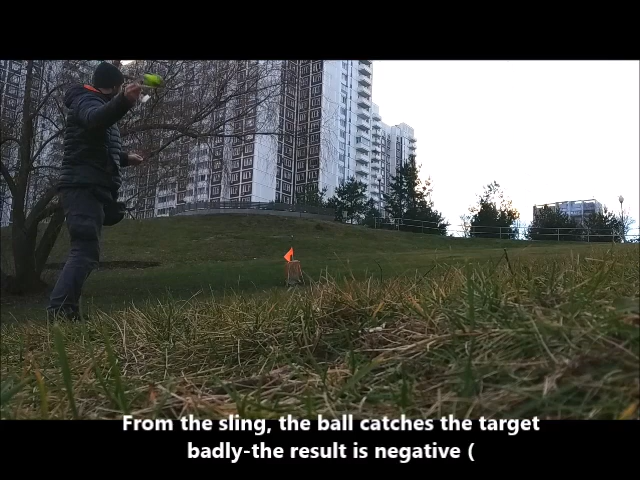 From the sling, the ball catches the target
badly-the result is negative (